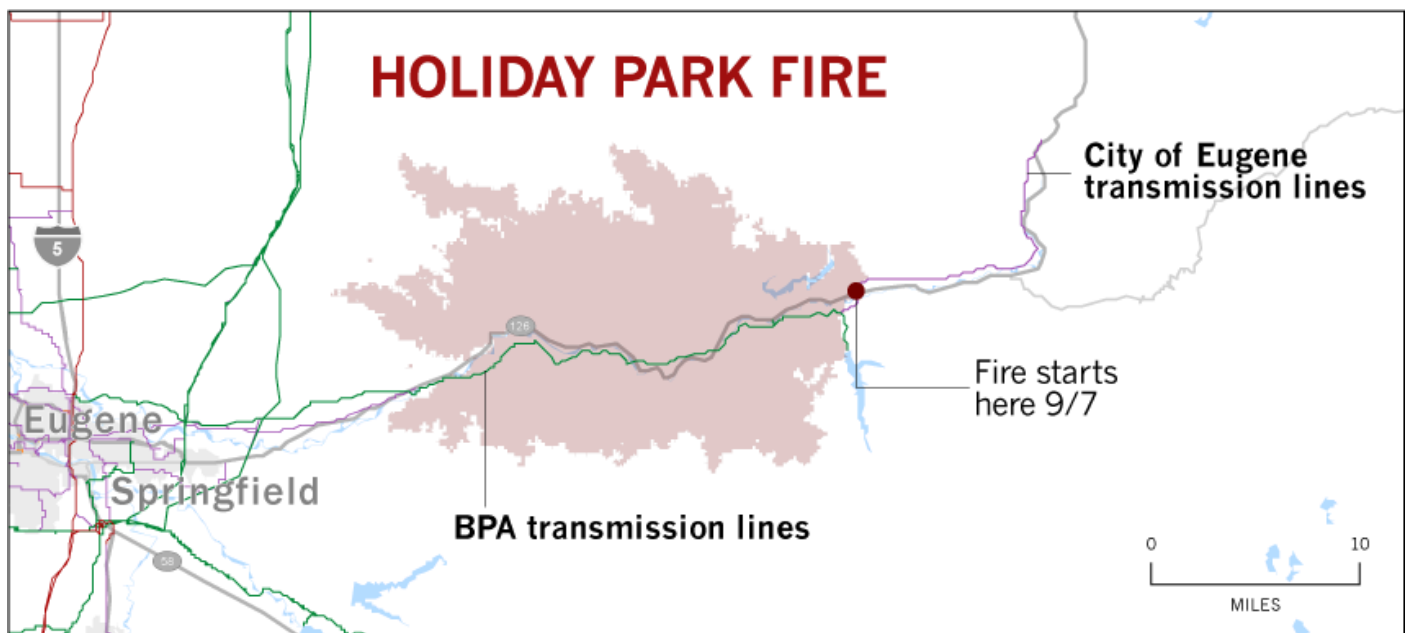 HOLIDAY PARK FIRE
City of Eugene
transmission lines
5
126
Fire starts
here 9/7
Eugene
Springfield
BPA transmission lines
58
0 10
MILES